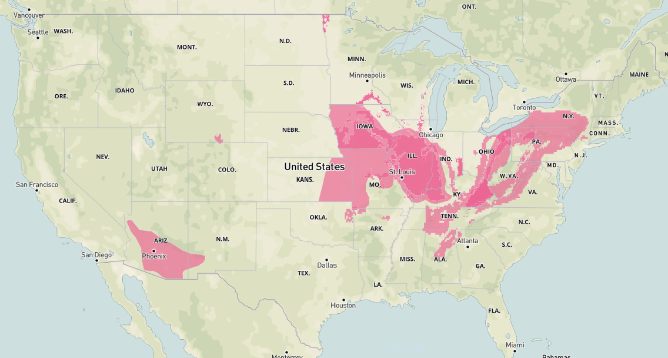 Vancouver
Seattle
WASH.
ONT.
MONT.
N.D.
MINN.
Minneapolis
WIS.
MICH.
Ottawa
MAINE
ORE.
IDAHO
S.D.
WYO.
VT.
Toronto
N.Y.
MASS.
CONN.
NEBR.
IOWA
Chicago
NEV.
UTAH
COLO.
United States
ILL.
IND.
OHIO
PA.
N.J.
MD.
San Francisco
KANS.
St. Louis
MO.
W.VA.
CALIF.
KY.
VA.
OKLA.
TENN.
N.C.
ARIZ.
N.M.
ARK.
Phoenix
San Diego
Atlanta
S.C.
Dallas
MISS.
ALA.
GA.
TEX.
LA.
Houston
FLA.
Miami
Monterrey
Bahamas